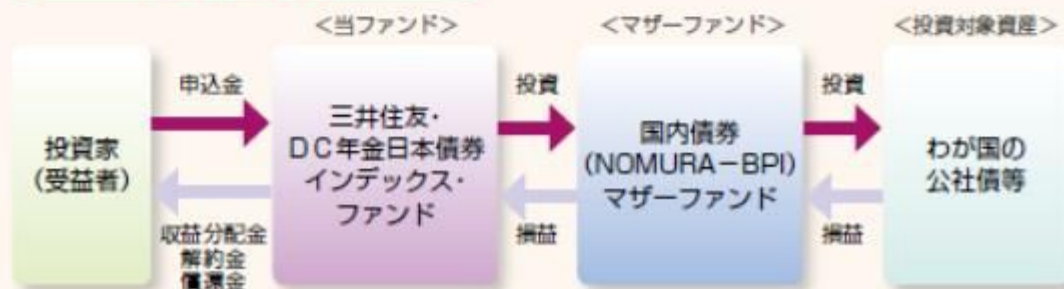 <当ファンド>
<マザーファンド>
<投資対象資産>
投資家
(受益者)
申込金
収益分配金
解約金
償還金
三井住友・
DC年金日本債券
インデックス・
ファンド
投資
損益
国内債券
(NOMURA－BPI)
マザーファンド
投資
損益
わが国の
公社債等